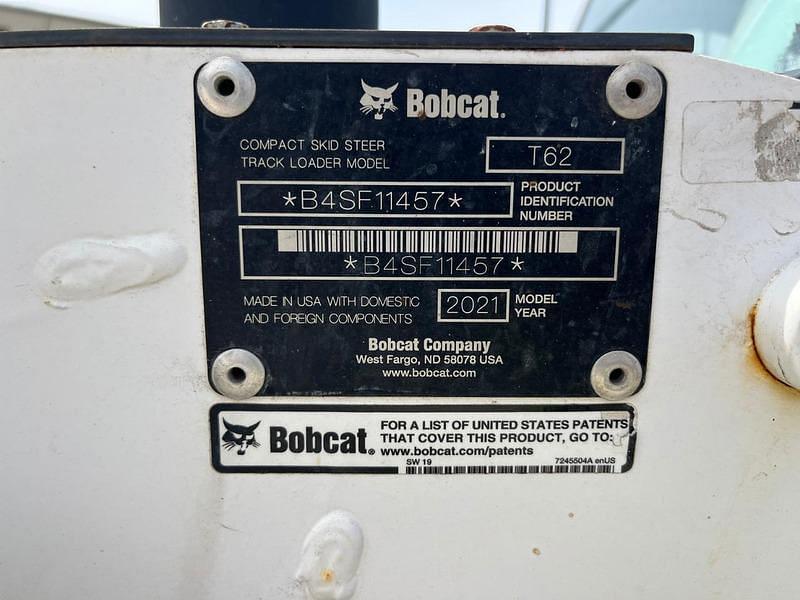 Bobcat.
COMPACT SKID STEER
TRACK LOADER MODEL
T62
*B4SF11457*
PRODUCT
IDENTIFICATION
NUMBER
*B4SF11457*
MADE IN USA WITH DOMESTIC
AND FOREIGN COMPONENTS
2021
MODEL
YEAR
Bobcat Company
West Fargo, ND 58078 USA
www.bobcat.com
Bobcat.
FOR A LIST OF UNITED STATES PATENTS
THAT COVER THIS PRODUCT, GO TO:
www.bobcat.com/patents
SW 19 7245504A enUS